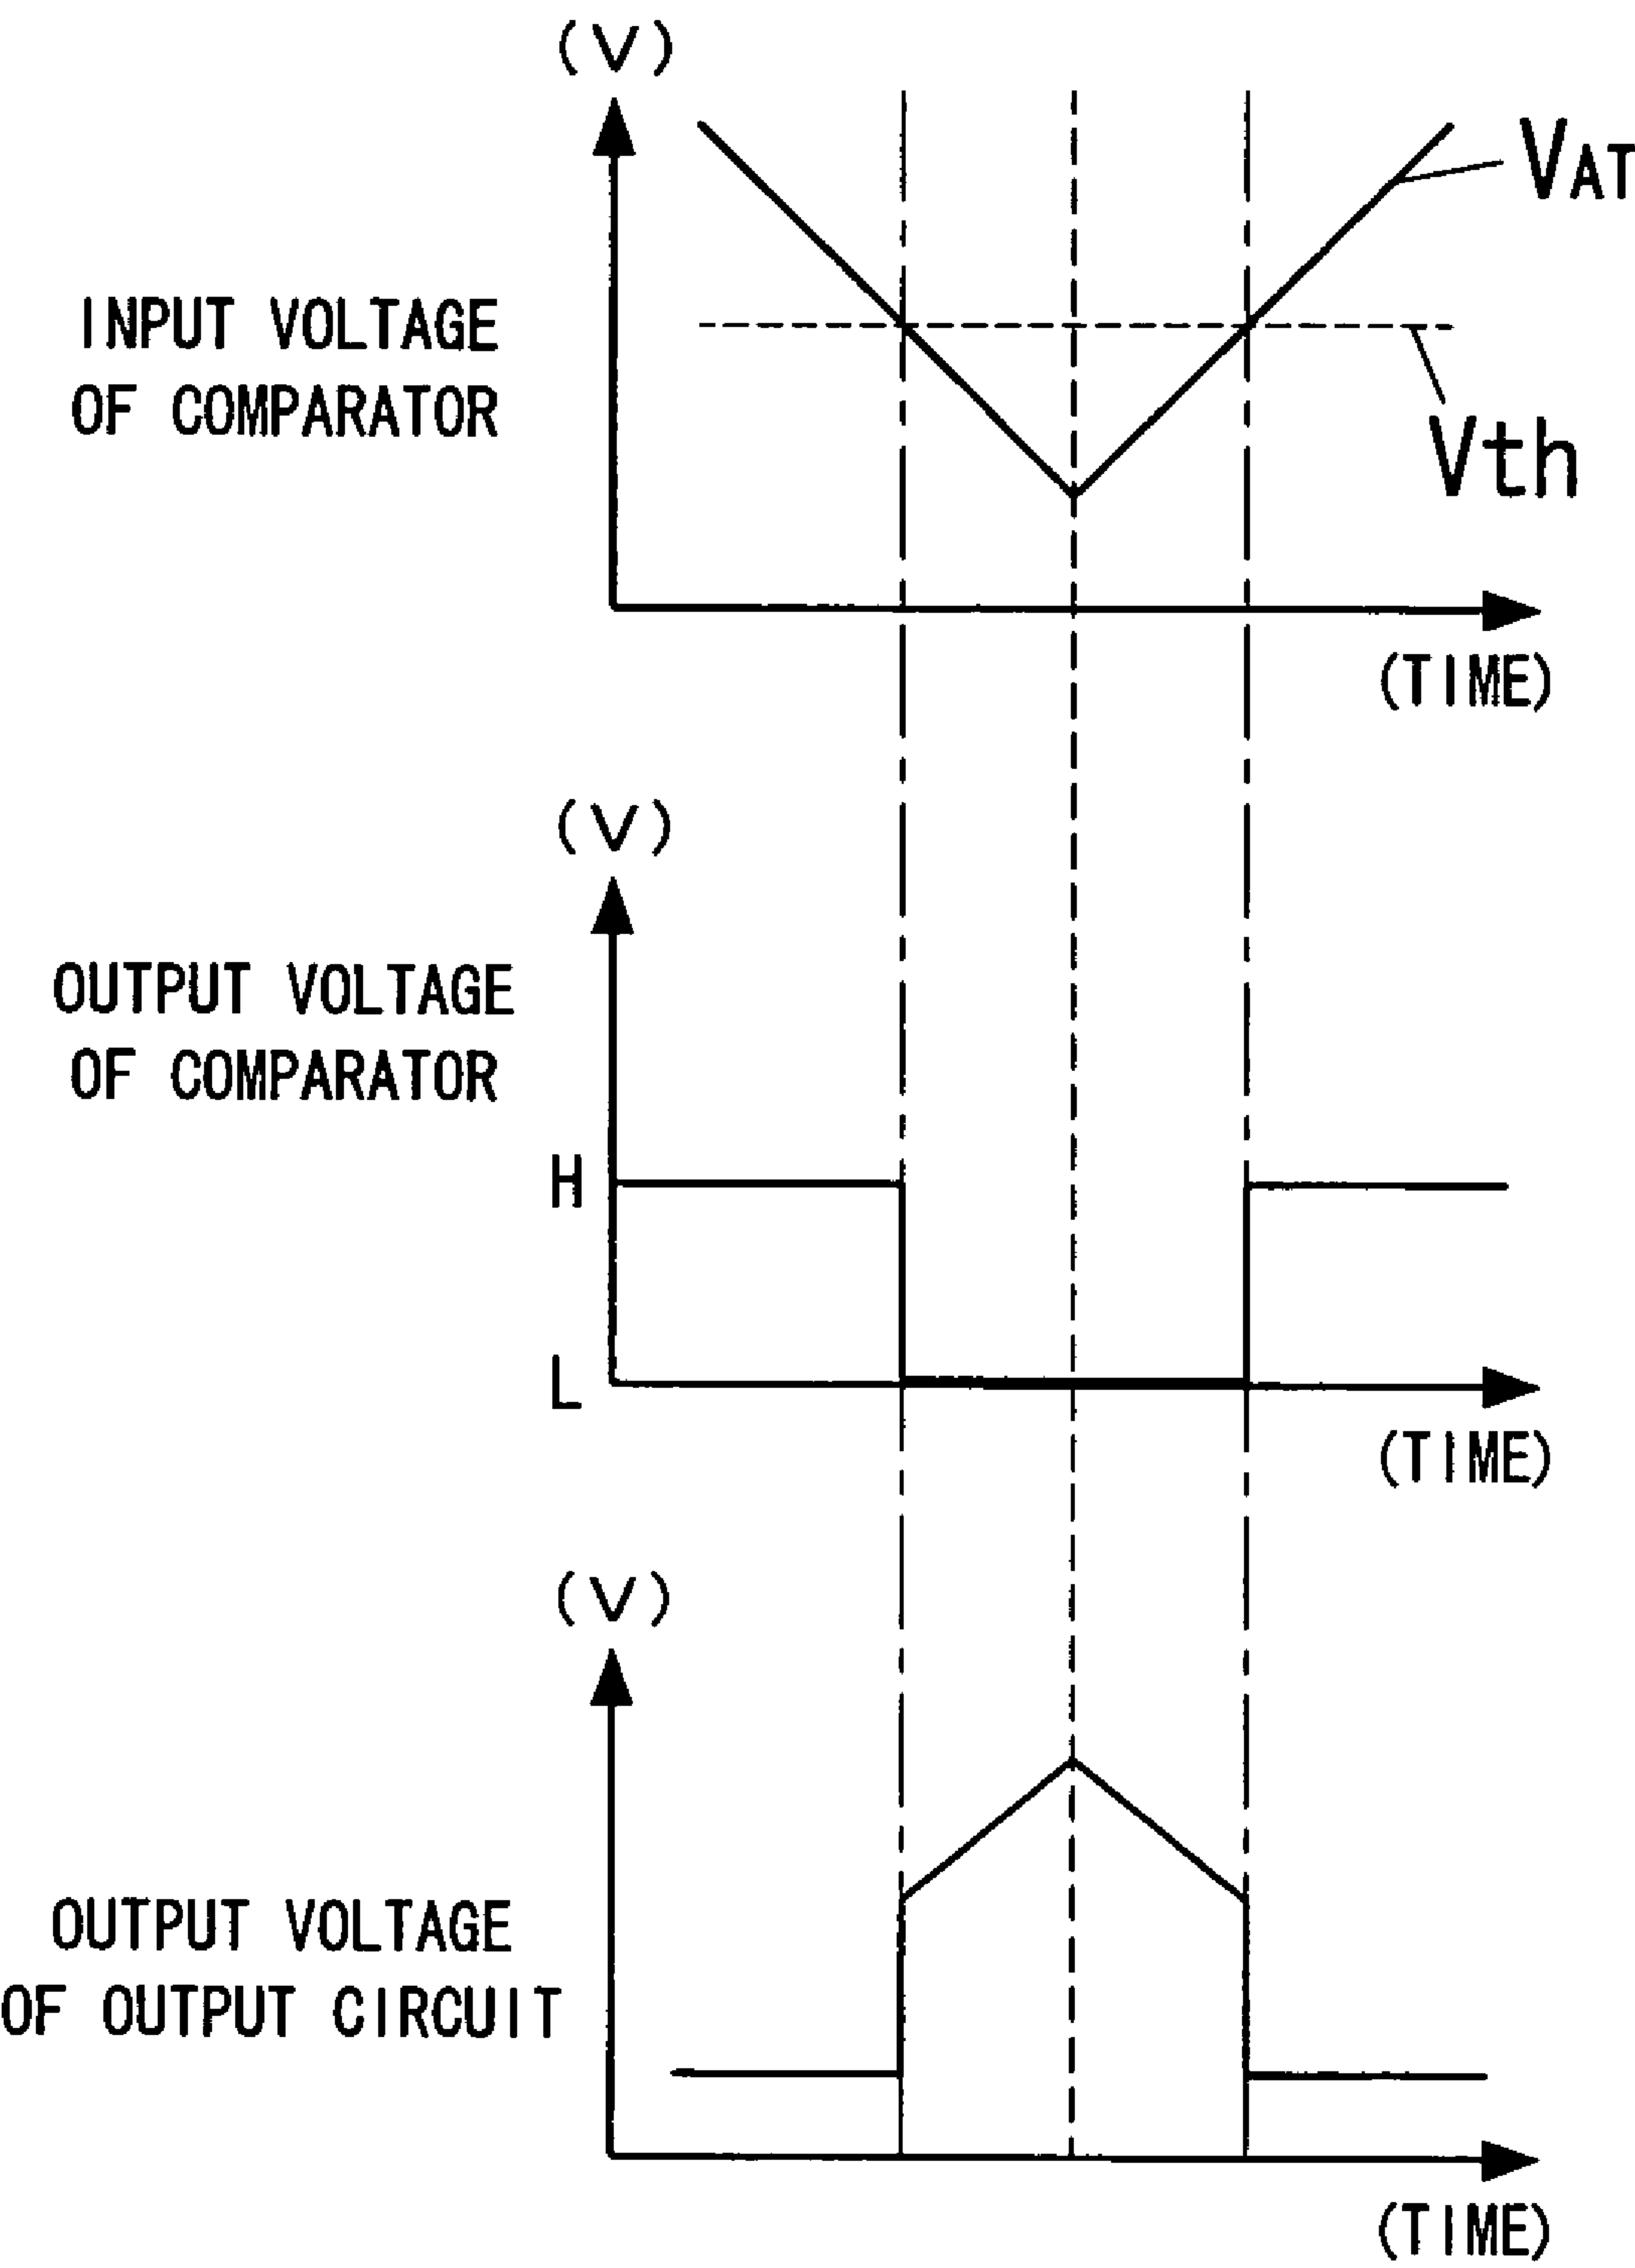 (V)
VAT
INPUT VOLTAGE
OF COMPARATOR
Vth
(TIME)
(V)
OUTPUT VOLTAGE
OF COMPARATOR
H
L
(TIME)
(V)
OUTPUT VOLTAGE
OF OUTPUT CIRCUIT
(TIME)